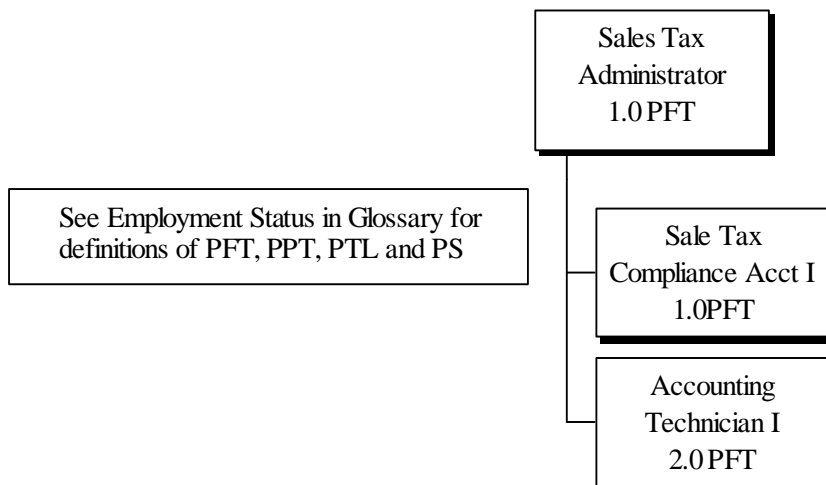 Sales Tax
Administrator
1.0 PFT
See Employment Status in Glossary for
definitions of PFT, PPT, PTL and PS
Sale Tax
Compliance Acct I
1.0PFT
Accounting
Technician I
2.0 PFT